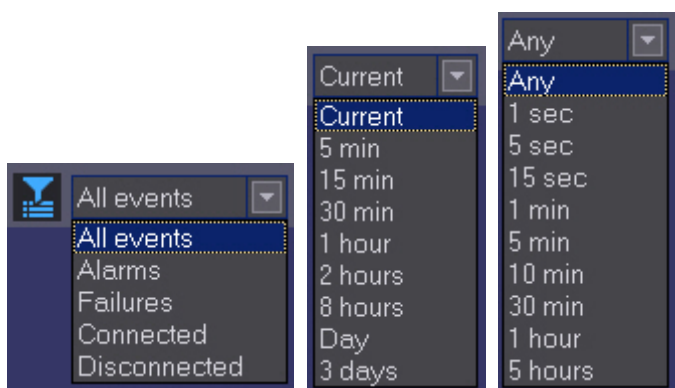 All events
All events
Alarms
Failures
Connected
Disconnected
Current
Current
5 min
15 min
30 min
1 hour
2 hours
8 hours
Day
3 days
Any
Any
1 sec
5 sec
15 sec
1 min
5 min
10 min
30 min
1 hour
5 hours